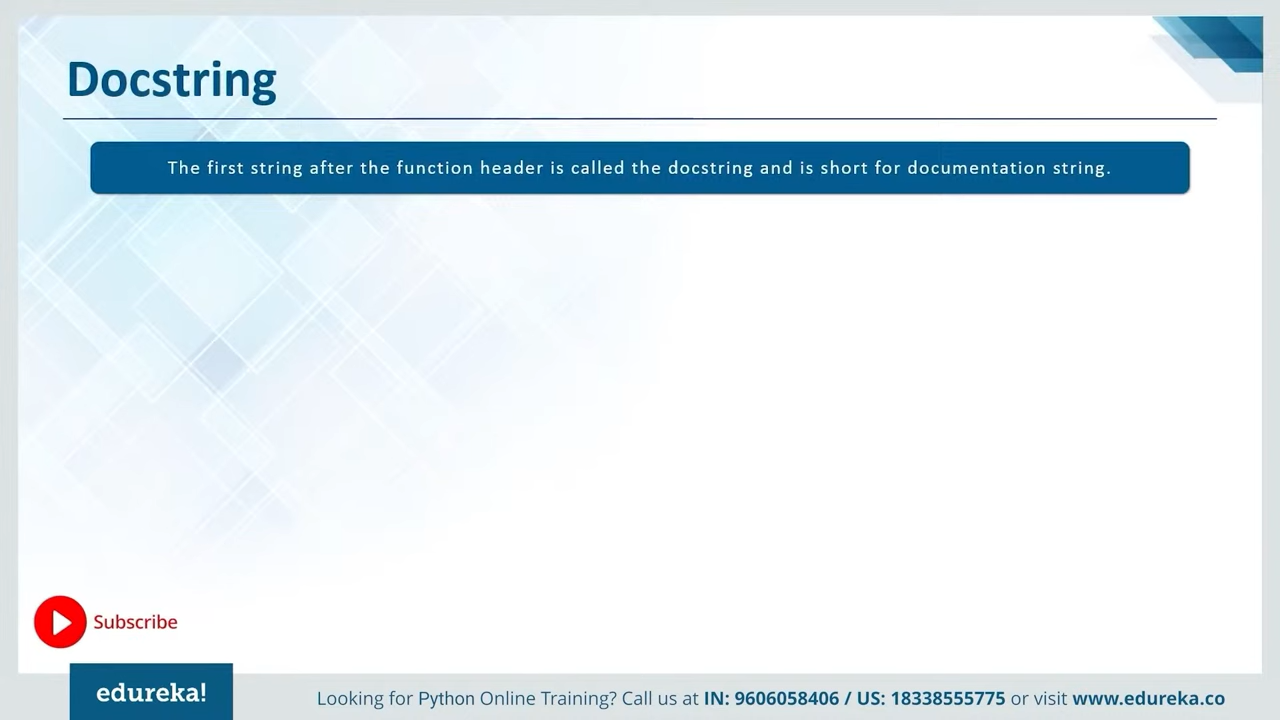 Docstring
The first string after the function header is called the docstring and is short for documentation string.
Subscribe
edureka!
Looking for Python Online Training? Call us at IN: 9606058406 / US: 18338555775 or visit www.edureka.co